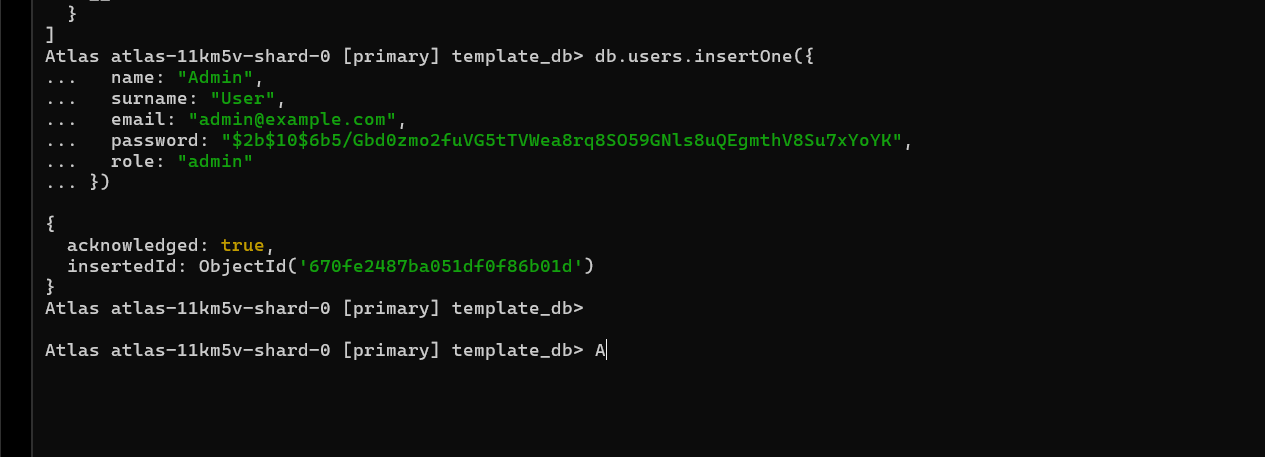 }
]
Atlas atlas-11km5v-shard-0 [primary] template_db> db.users.insertOne({
...   name: "Admin",
...   surname: "User",
...   email: "admin@example.com",
...   password: "$2b$10$6b5/Gbd0zmo2fuVG5tTVWea8rq8SO59GNls8uQEgmthV8Su7xYoYK",
...   role: "admin"
... })
{
  acknowledged: true,
  insertedId: ObjectId('670fe2487ba051df0f86b01d')
}
Atlas atlas-11km5v-shard-0 [primary] template_db>
Atlas atlas-11km5v-shard-0 [primary] template_db> A